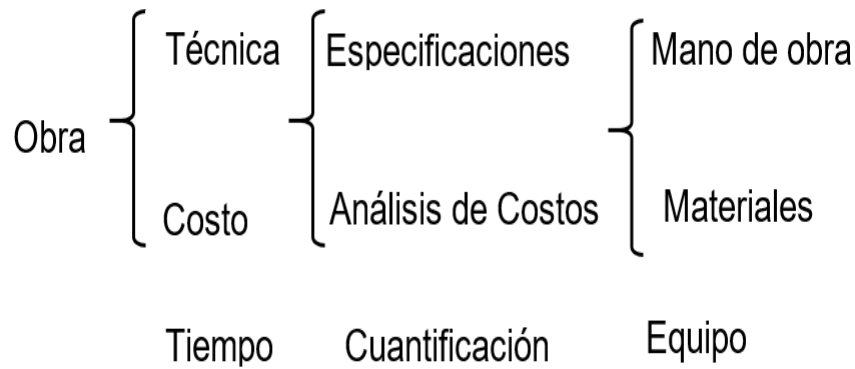 Técnica Especificaciones Mano de obra
Obra
Costo Análisis de Costos Materiales
Tiempo Cuantificación Equipo